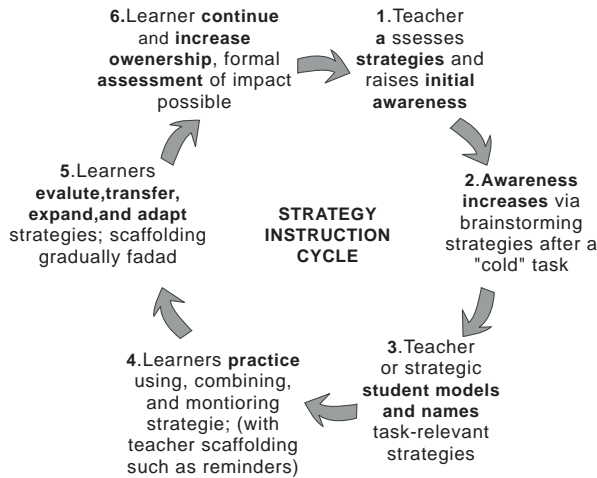 6.Learner continue
and increase
owenership, formal
assessment of impact
possible
1.Teacher
a ssesses
strategies and
raises initial
awareness
2.Awareness
increases via
brainstorming
strategies after a
"cold" task
3.Teacher
or strategic
student models
and names
task-relevant
strategies
4.Learners practice
using, combining,
and montioring
strategie; (with
teacher scaffolding
such as reminders)
5.Learners
evalute,transfer,
expand,and adapt
strategies; scaffolding
gradually fadad
STRATEGY
INSTRUCTION
CYCLE